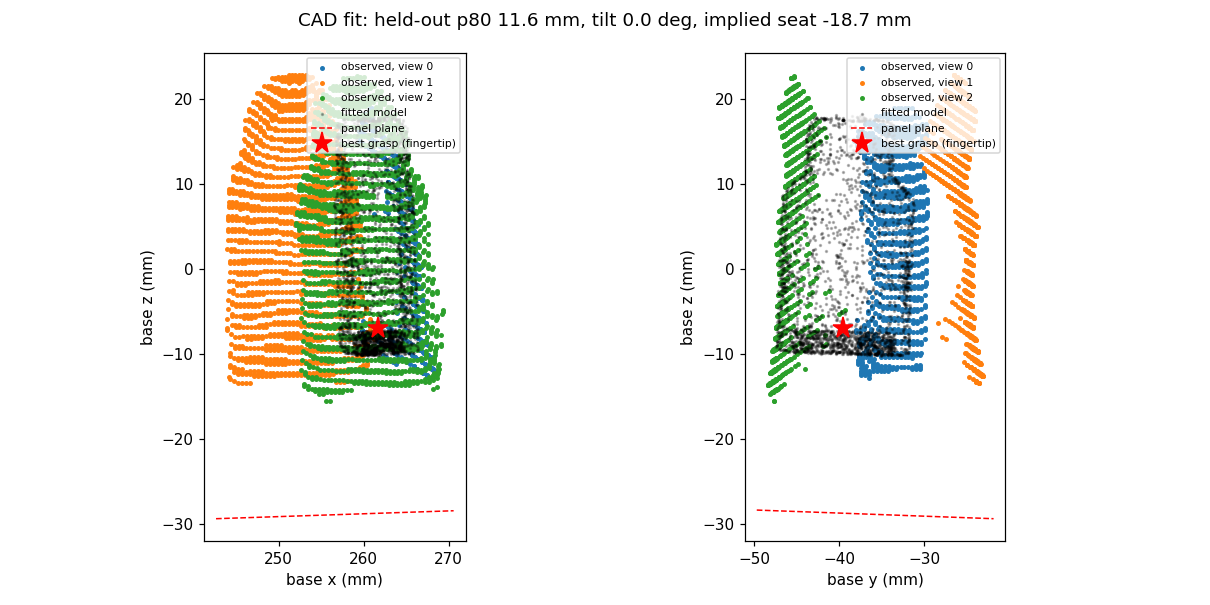 CAD fit: held-out p80 11.6 mm, tilt 0.0 deg, implied seat -18.7 mm
observed, view 0
observed, view 1
observed, view 2
fitted model
panel plane
best grasp (fingertip)
20
10
0
−10
−20
−30
base z (mm)
250
260
270
base x (mm)
observed, view 0
observed, view 1
observed, view 2
fitted model
panel plane
best grasp (fingertip)
20
10
0
−10
−20
−30
base z (mm)
−50
−40
−30
base y (mm)